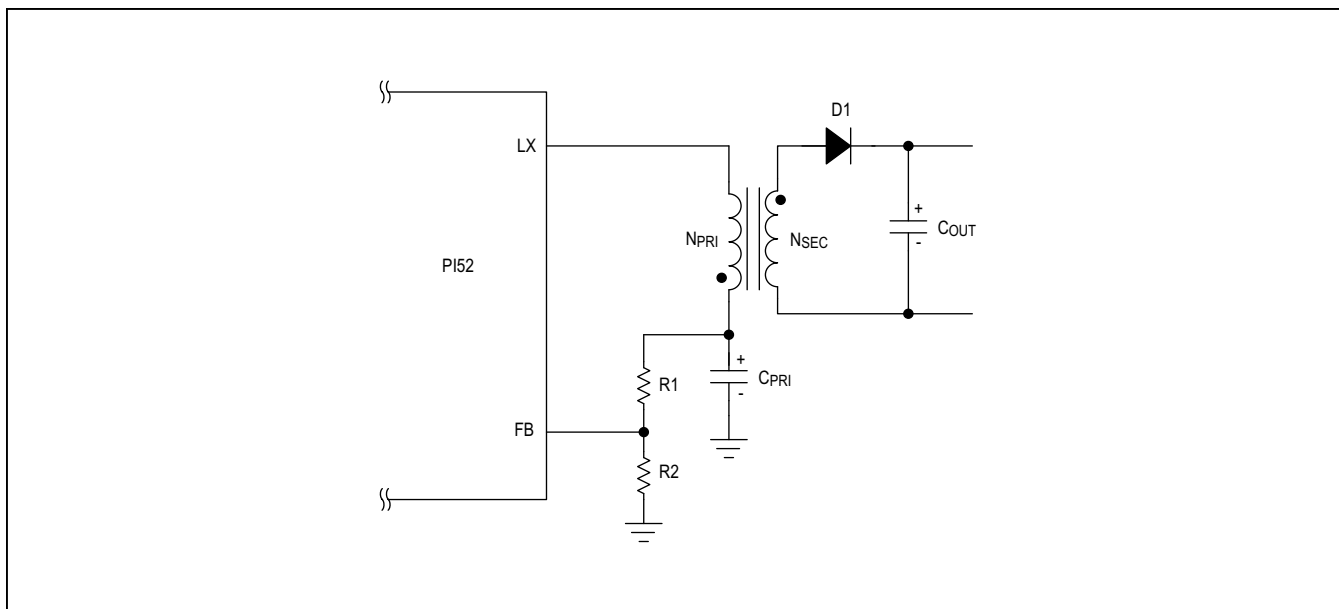 D1
LX
+
NPRI
NSEC
COUT
-
PI52
+
R1
CPRI
-
FB
R2